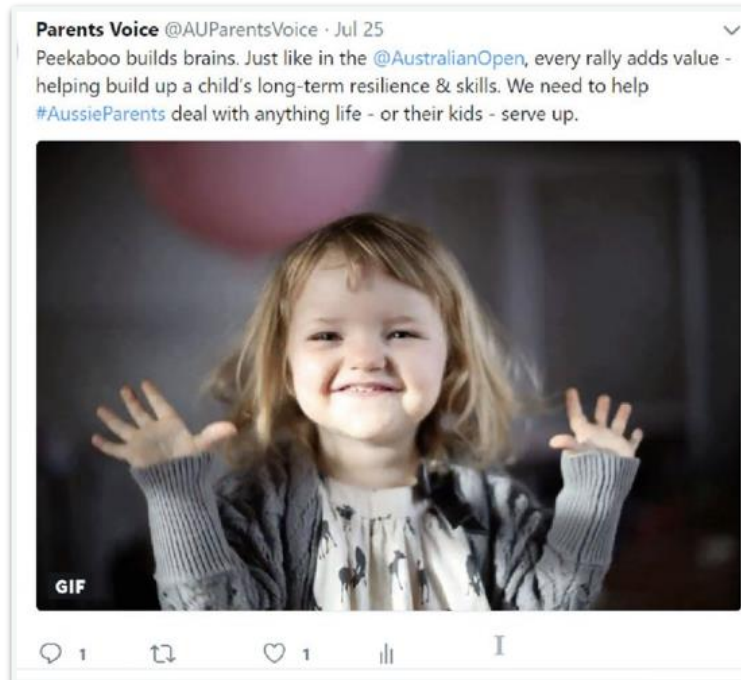 Parents Voice @AUParentsVoice · Jul 25
Peekaboo builds brains. Just like in the @AustralianOpen, every rally adds value -
helping build up a child's long-term resilience & skills. We need to help
#AussieParents deal with anything life - or their kids - serve up.
GIF
1 1